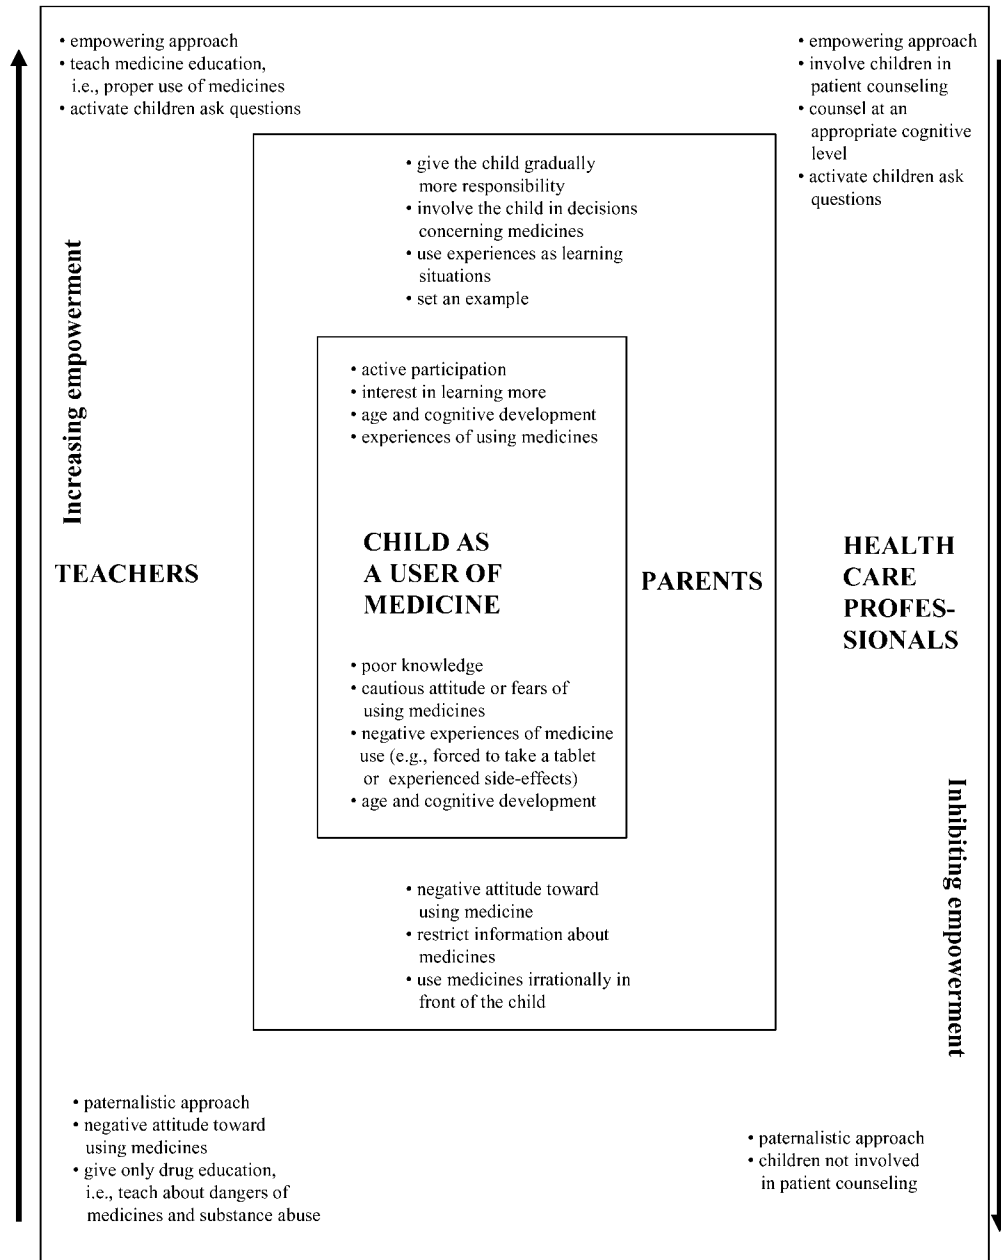 • empowering approach
• teach medicine education,
i.e., proper use of medicines
• activate children ask questions
• empowering approach
• involve children in
patient counseling
• counsel at an
appropriate cognitive
level
• activate children ask
questions
• give the child gradually
more responsibility
• involve the child in decisions
concerning medicines
• use experiences as learning
situations
• set an example
Increasing empowerment
• active participation
• interest in learning more
• age and cognitive development
• experiences of using medicines
TEACHERS
CHILD AS
A USER OF
MEDICINE
PARENTS
HEALTH
CARE
PROFES-
SIONALS
• poor knowledge
• cautious attitude or fears of
using medicines
• negative experiences of medicine
use (e.g., forced to take a tablet
or experienced side-effects)
• age and cognitive development
Inhibiting empowerment
• negative attitude toward
using medicine
• restrict information about
medicines
• use medicines irrationally in
front of the child
• paternalistic approach
• negative attitude toward
using medicines
• give only drug education,
i.e., teach about dangers of
medicines and substance abuse
• paternalistic approach
• children not involved
in patient counseling